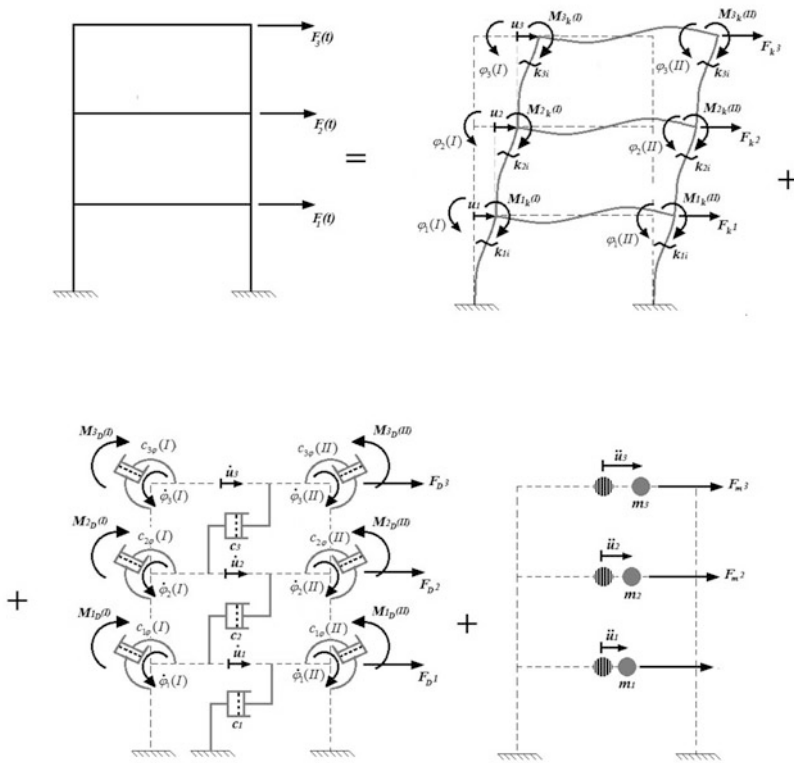 F3(t)
F2(t)
F1(t)
=
M3k(I)
M3k(II)
u3
Fk3
φ3(I)
φ3(II)
k3i
k3i
M2k(I)
M2k(II)
u2
Fk2
φ2(I)
φ2(II)
k2i
k2i
+
M1k(I)
M1k(II)
u1
Fk1
φ1(I)
φ1(II)
k1i
k1i
M3D(I)
M3D(II)
c3φ(I)
c3φ(II)
u̇3
FD3
φ̇3(I)
φ̇3(II)
c3
M2D(I)
M2D(II)
c2φ(I)
c2φ(II)
u̇2
FD2
φ̇2(I)
φ̇2(II)
+
c2
+
M1D(I)
M1D(II)
c1φ(I)
c1φ(II)
u̇1
FD1
φ̇1(I)
φ̇1(II)
c1
ü3
Fm3
m3
ü2
Fm2
m2
ü1
m1